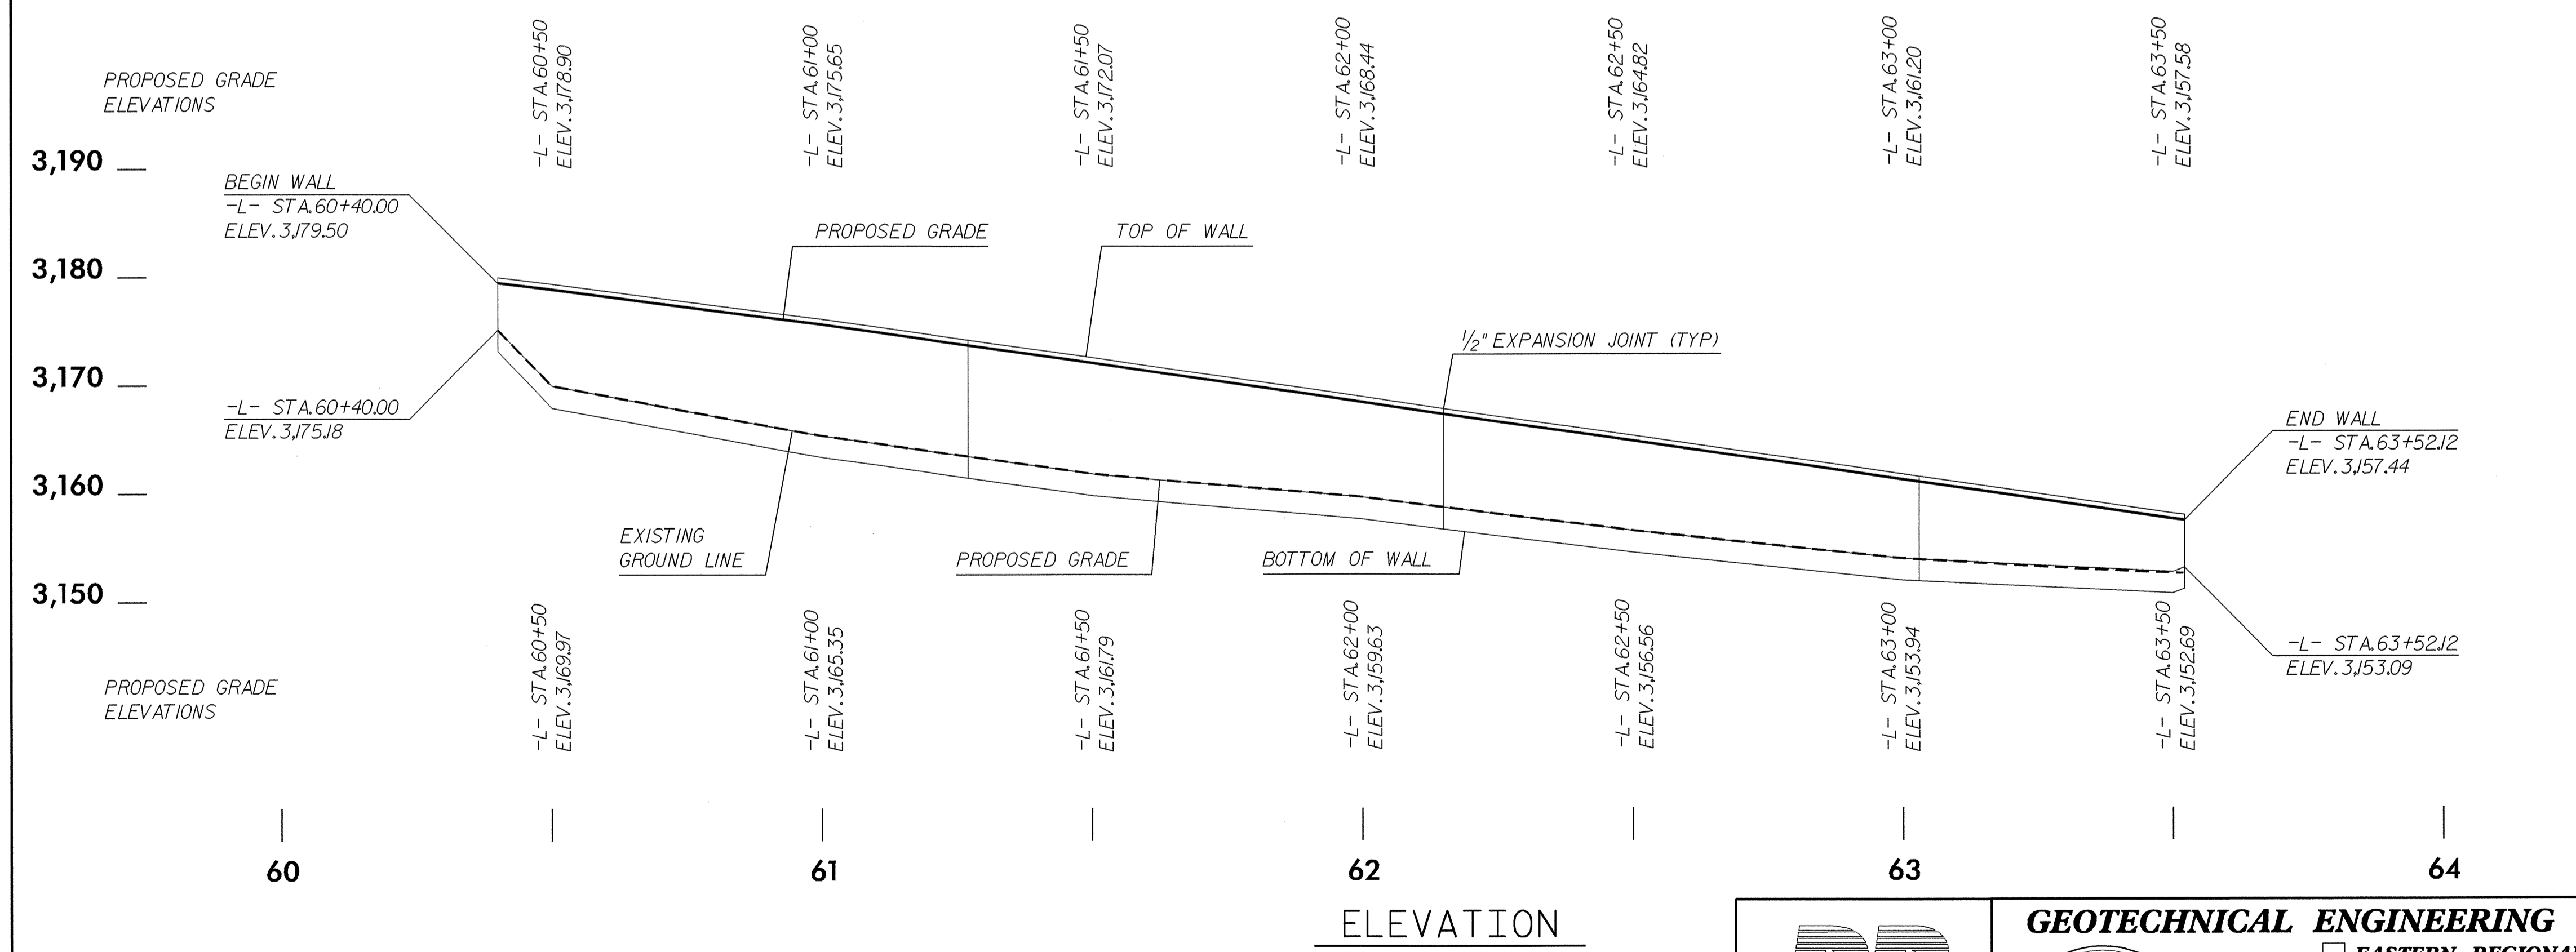 -L- STA.60+50
ELEV.3,178.90
-L- STA.61+00
ELEV.3,175.65
-L- STA.61+50
ELEV.3,172.07
-L- STA.62+00
ELEV.3,168.44
-L- STA.62+50
ELEV.3,164.82
-L- STA.63+00
ELEV.3,161.20
-L- STA.63+50
ELEV.3,157.58
PROPOSED GRADE
ELEVATIONS
3,190
BEGIN WALL
-L- STA.60+40.00
ELEV.3,179.50
PROPOSED GRADE
TOP OF WALL
3,180
1/2" EXPANSION JOINT (TYP)
3,170
-L- STA.60+40.00
ELEV.3,175.18
END WALL
-L- STA.63+52.12
ELEV.3,157.44
3,160
EXISTING
GROUND LINE
PROPOSED GRADE
BOTTOM OF WALL
3,150
-L- STA.60+50
ELEV.3,169.97
-L- STA.61+00
ELEV.3,165.35
-L- STA.61+50
ELEV.3,161.79
-L- STA.62+00
ELEV.3,159.63
-L- STA.62+50
ELEV.3,156.56
-L- STA.63+00
ELEV.3,153.94
-L- STA.63+50
ELEV.3,152.69
-L- STA.63+52.12
ELEV.3,153.09
PROPOSED GRADE
ELEVATIONS
60
61
62
63
64
ELEVATION
GEOTECHNICAL ENGINEERING
EASTERN